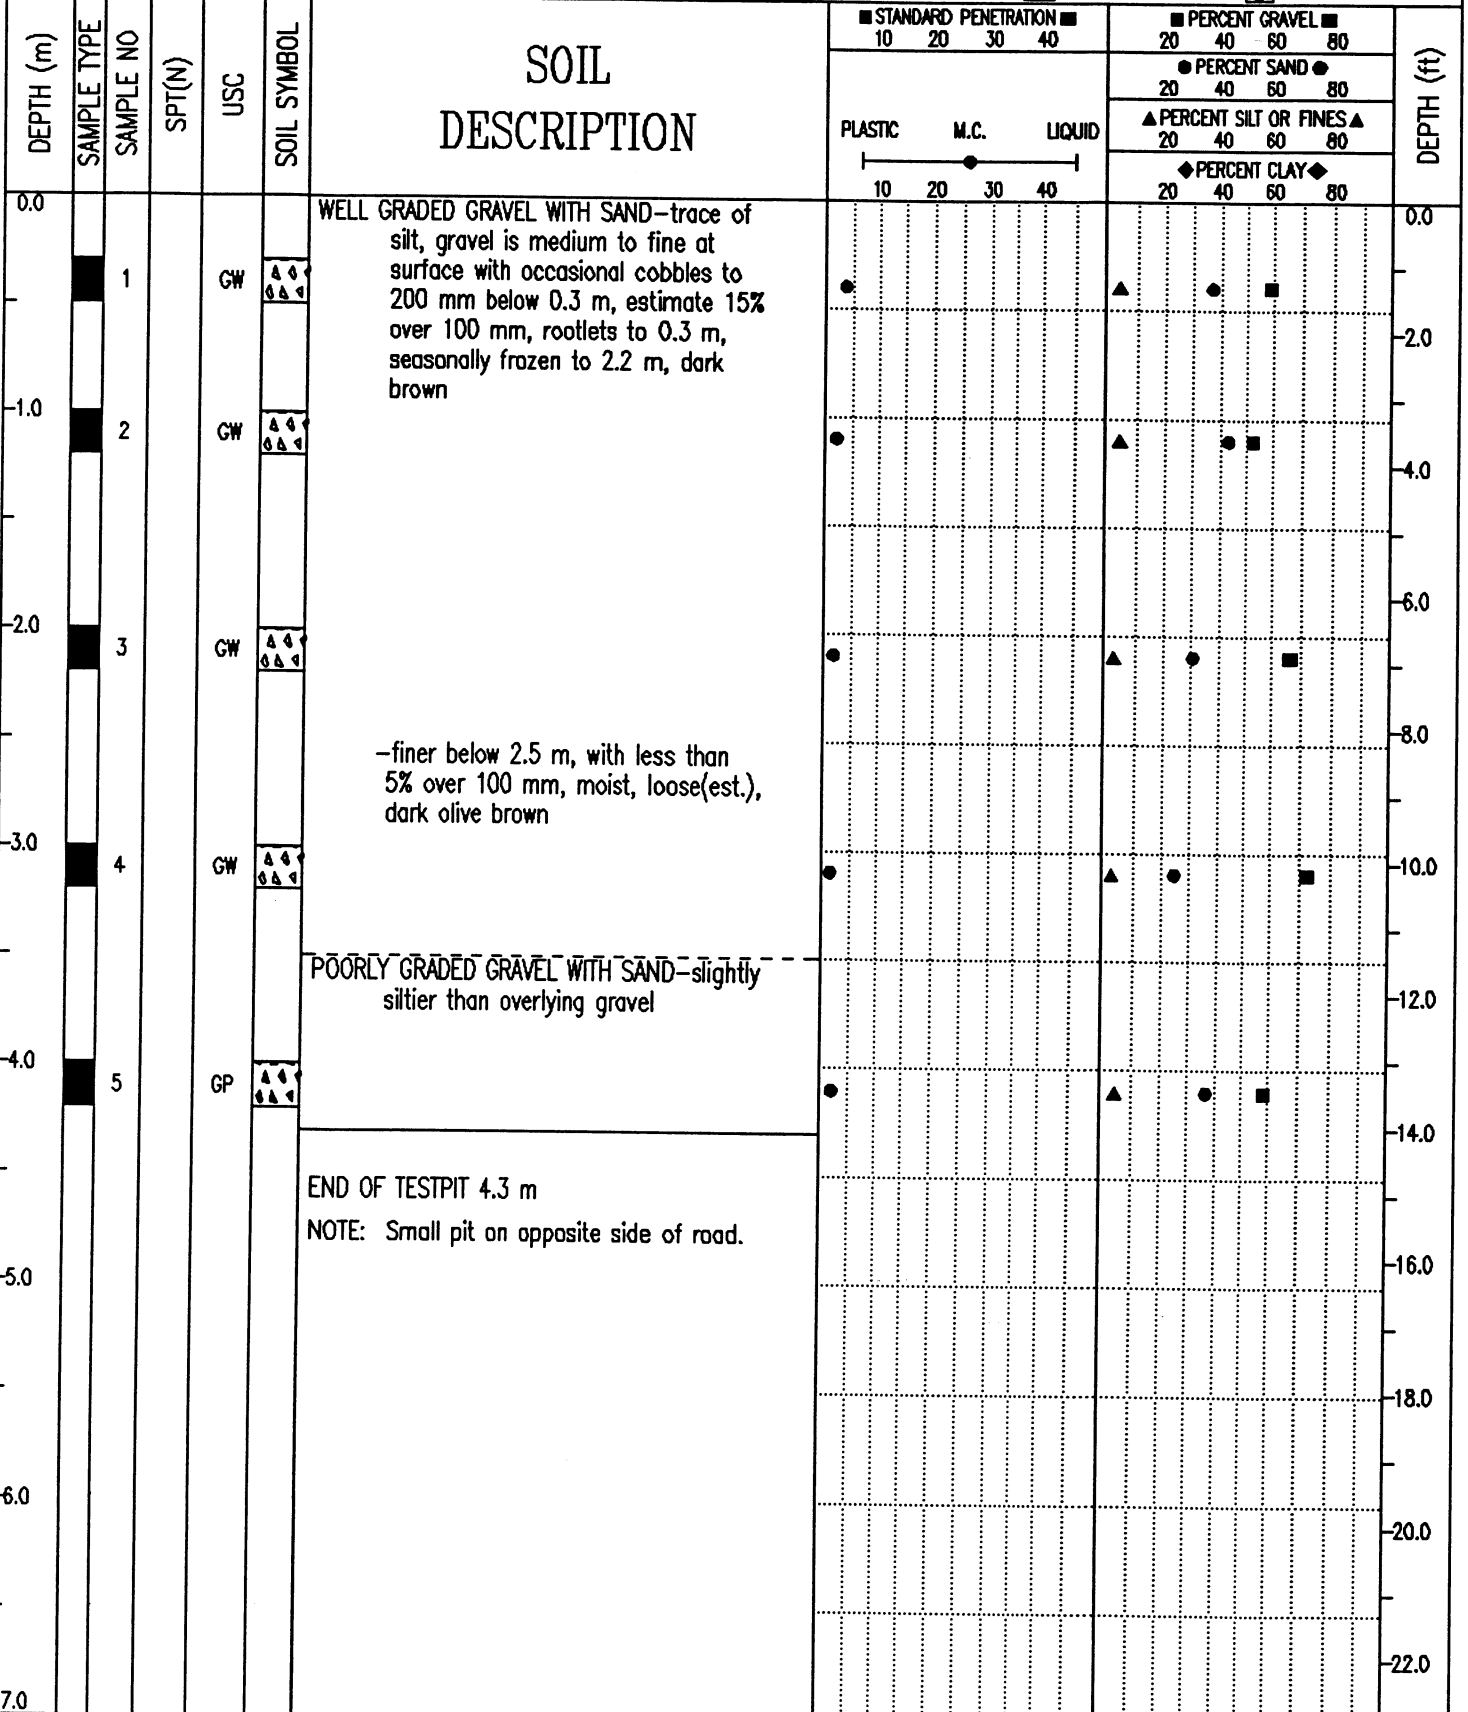 DEPTH (m)
SAMPLE TYPE
SAMPLE NO
SPT(N)
USC
SOIL SYMBOL
SOIL
DESCRIPTION
■ STANDARD PENETRATION ■
10 20 30 40
PLASTIC M.C. LIQUID
10 20 30 40
■ PERCENT GRAVEL ■
20 40 60 80
● PERCENT SAND ●
20 40 60 80
▲ PERCENT SILT OR FINES ▲
20 40 60 80
◆ PERCENT CLAY ◆
20 40 60 80
DEPTH (ft)
0.0
WELL GRADED GRAVEL WITH SAND-trace of
silt, gravel is medium to fine at
surface with occasional cobbles to
200 mm below 0.3 m, estimate 15%
over 100 mm, rootlets to 0.3 m,
seasonally frozen to 2.2 m, dark
brown
0.0
1 GW
2.0
1.0
2 GW
4.0
6.0
2.0
3 GW
8.0
-finer below 2.5 m, with less than
5% over 100 mm, moist, loose(est.),
dark olive brown
3.0
4 GW
10.0
POORLY GRADED GRAVEL WITH SAND-slightly
siltier than overlying gravel
12.0
4.0
5 GP
14.0
END OF TESTPIT 4.3 m
NOTE: Small pit on opposite side of road.
16.0
5.0
18.0
6.0
20.0
22.0
7.0